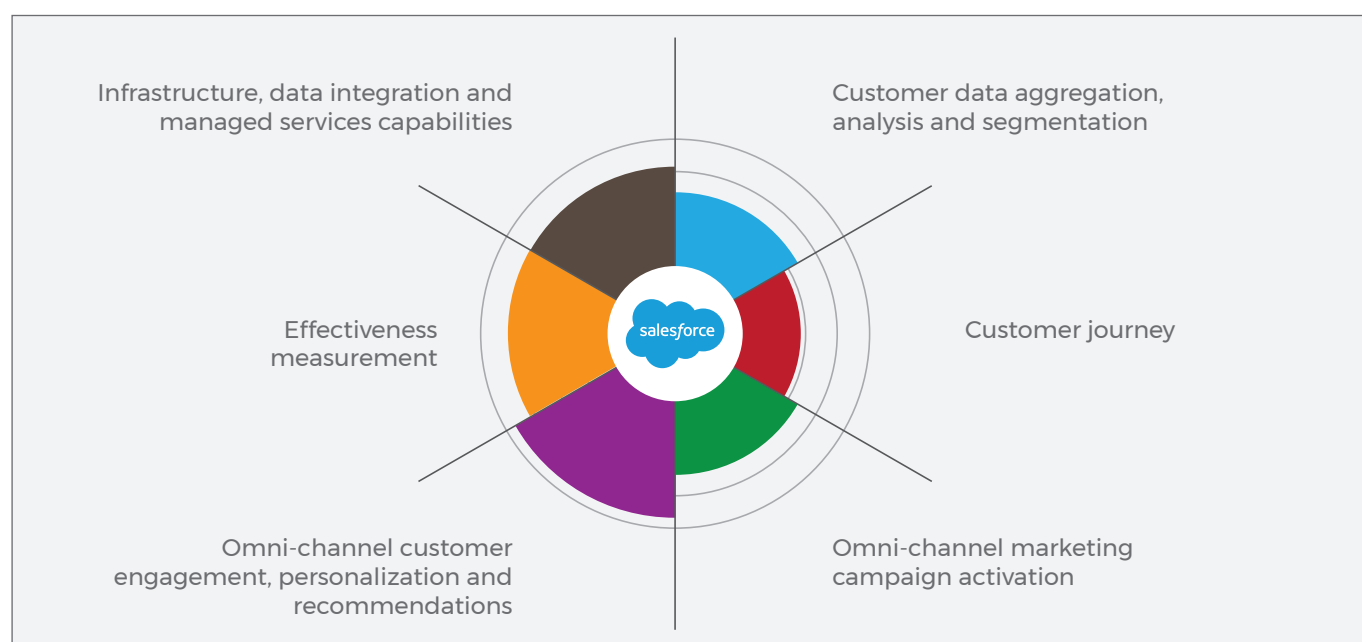 Infrastructure, data integration and
managed services capabilities
Customer data aggregation,
analysis and segmentation
Effectiveness
measurement
salesforce
Customer journey
Omni-channel customer
engagement, personalization and
recommendations
Omni-channel marketing
campaign activation